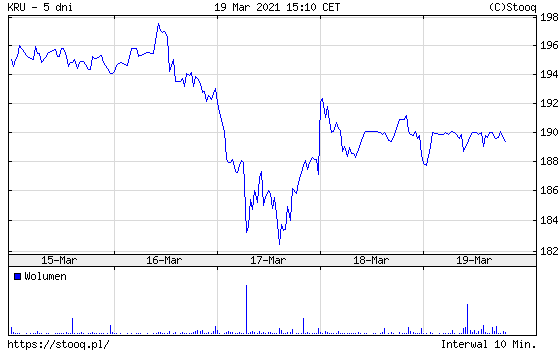 KRU - 5 dni 19 Mar 2021 15:10 CET (C)Stooq
198
196
194
192
190
188
186
184
182
15-Mar 16-Mar 17-Mar 18-Mar 19-Mar
Wolumen
https://stooq.pl/ Interwal 10 Min.